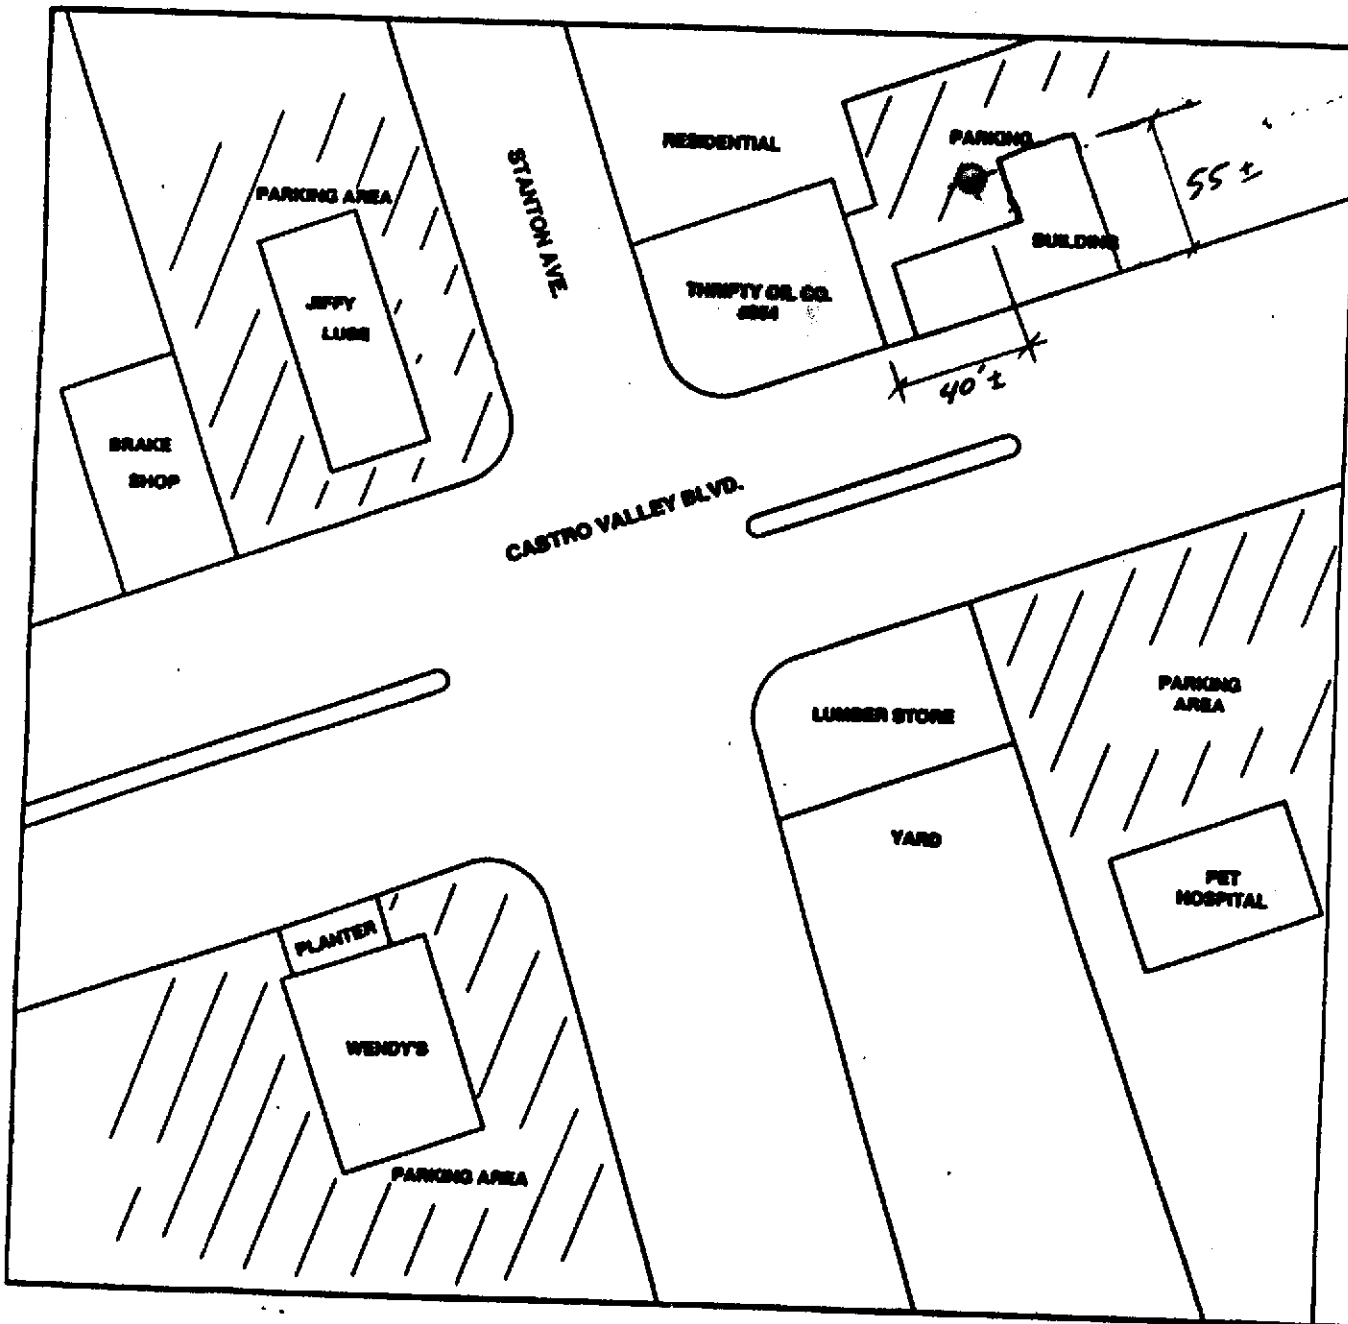 RESIDENTIAL
PARKING
55 ±
STANTON AVE.
PARKING AREA
BUILDING
THRIFTY OIL CO.
JIFFY
LUBE
40' ±
BRAKE
SHOP
CASTRO VALLEY BLVD.
PARKING
AREA
LUMBER STORE
YARD
PET
HOSPITAL
PLANTER
WENDY'S
PARKING AREA